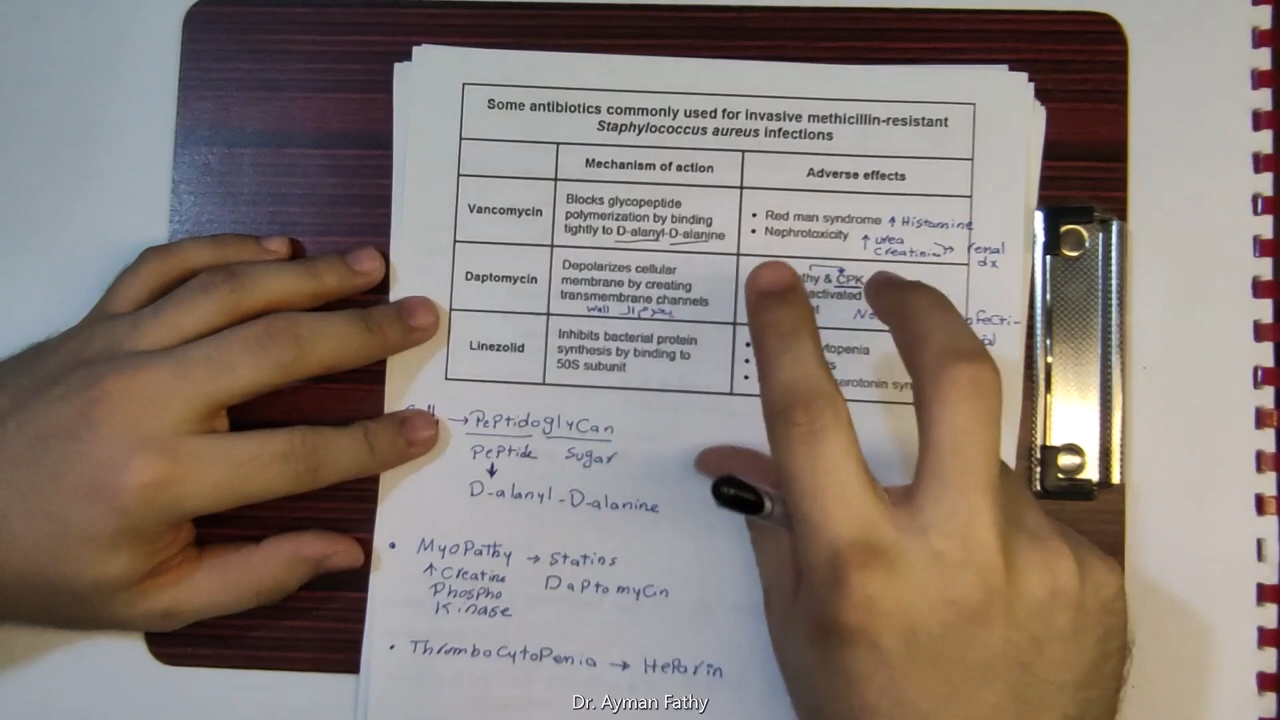 Some antibiotics commonly used for invasive methicillin-resistant
Staphylococcus aureus infections
Mechanism of action
Adverse effects
Vancomycin
Blocks glycopeptide
polymerization by binding
tightly to D-alanyl-D-alanine
• Red man syndrome ↑ Histamine
• Nephrotoxicity ↑ urea
Creatinine → renal
dx
Daptomycin
Depolarizes cellular
membrane by creating
transmembrane channels
wall بيخرم ال
& CPK
Linezolid
Inhibits bacterial protein
synthesis by binding to
50S subunit
→ Peptidoglycan
Peptide Sugar
↓
D-alanyl-D-alanine
• Myopathy → Statins
↑ Creatine Daptomycin
Phospho
Kinase
• Thrombocytopenia → Heparin
Dr. Ayman Fathy